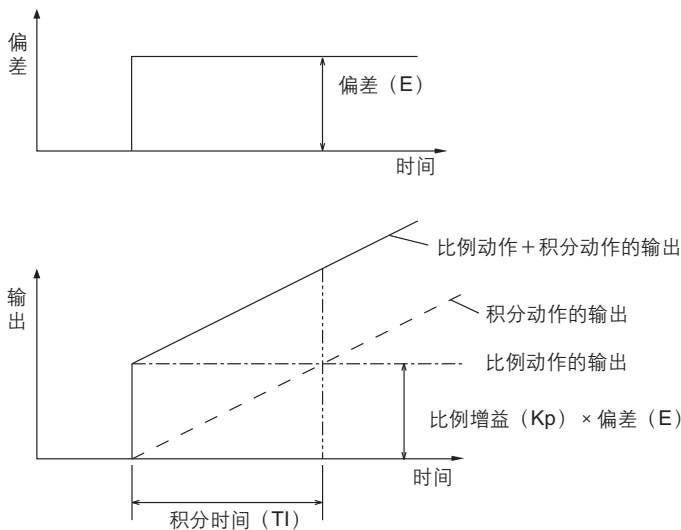 偏差
偏差（E）
时间
比例动作＋积分动作的输出
输出
积分动作的输出
比例动作的输出
比例增益（Kp）× 偏差（E）
时间
积分时间（TI）